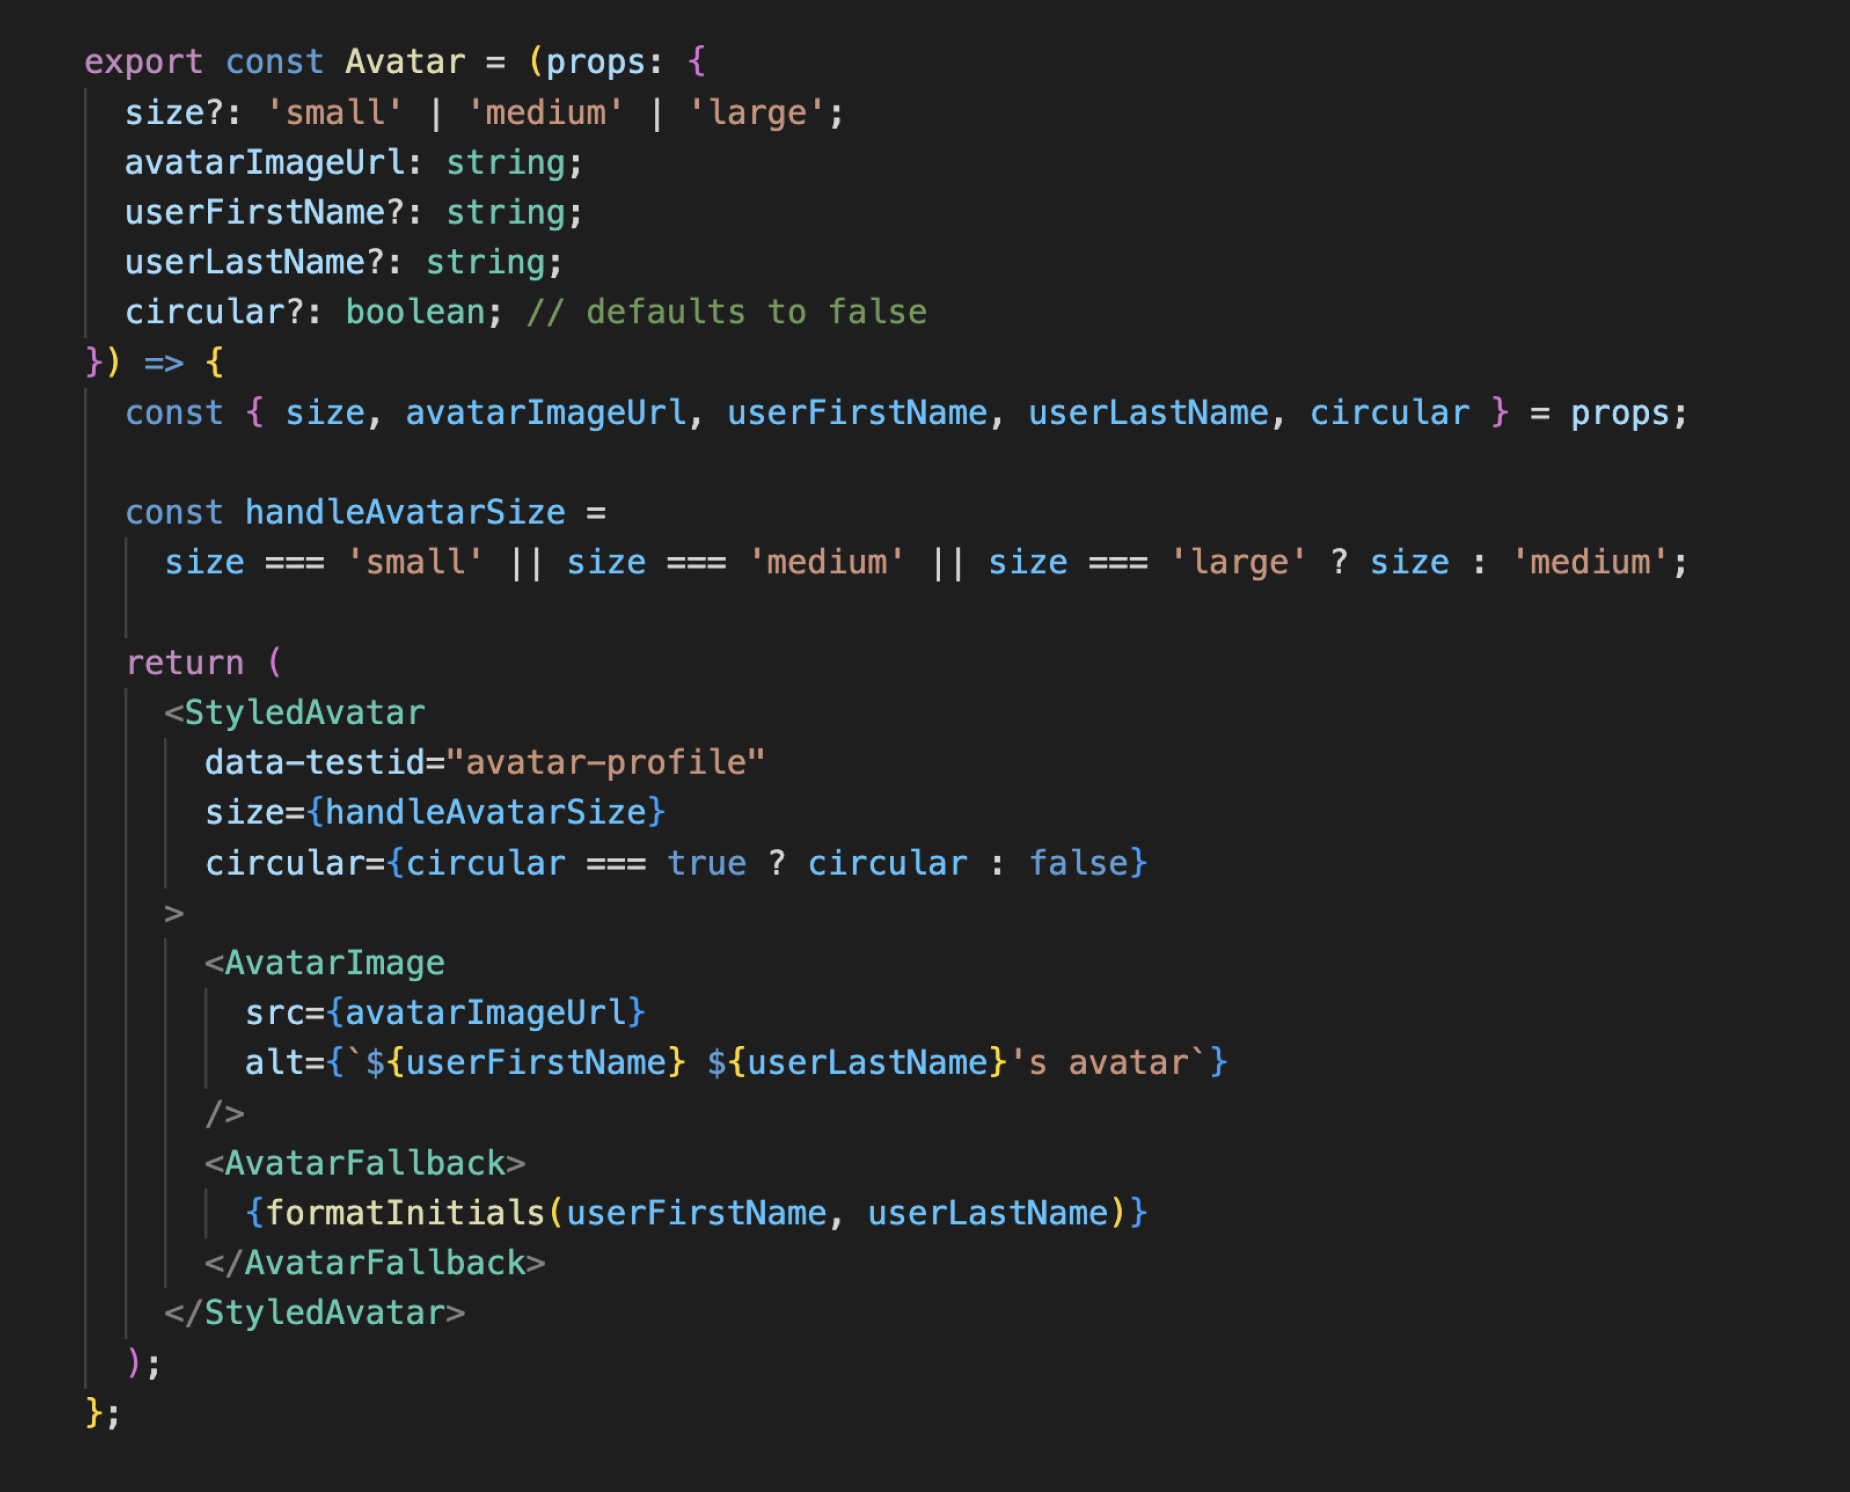 export const Avatar = (props: {
size?: 'small' | 'medium' | 'large';
avatarImageUrl: string;
userFirstName?: string;
userLastName?: string;
circular?: boolean; // defaults to false
}) => {
const { size, avatarImageUrl, userFirstName, userLastName, circular } = props;
const handleAvatarSize =
size === 'small' || size === 'medium' || size === 'large' ? size : 'medium';
return (
<StyledAvatar
data-testid="avatar-profile"
size={handleAvatarSize}
circular={circular === true ? circular : false}
>
<AvatarImage
src={avatarImageUrl}
alt={`${userFirstName} ${userLastName}'s avatar`}
/>
<AvatarFallback>
{formatInitials(userFirstName, userLastName)}
</AvatarFallback>
</StyledAvatar>
);
};